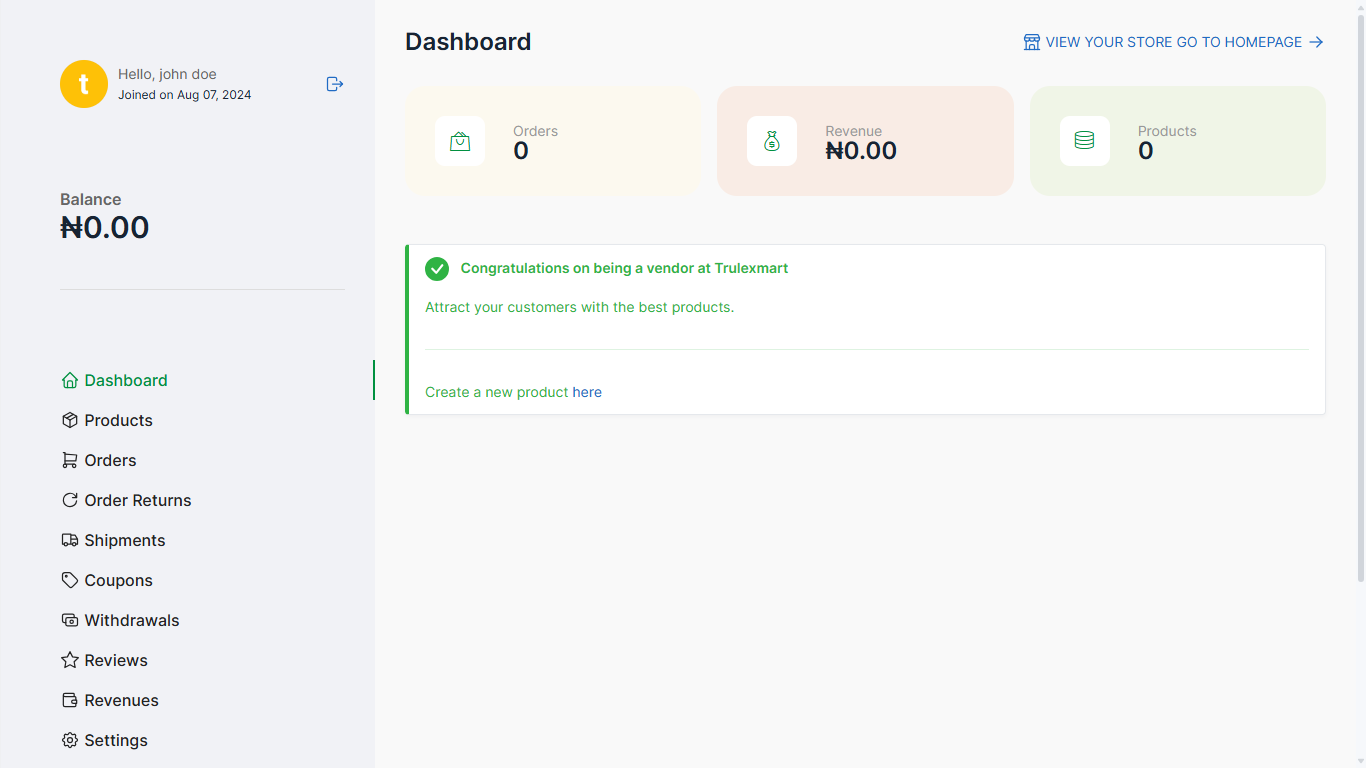 t
Hello, john doe
Joined on Aug 07, 2024
Balance
₦0.00
Dashboard
Products
Orders
Order Returns
Shipments
Coupons
Withdrawals
Reviews
Revenues
Settings
Dashboard
VIEW YOUR STORE GO TO HOMEPAGE
Orders
0
Revenue
₦0.00
Products
0
Congratulations on being a vendor at Trulexmart
Attract your customers with the best products.
Create a new product here